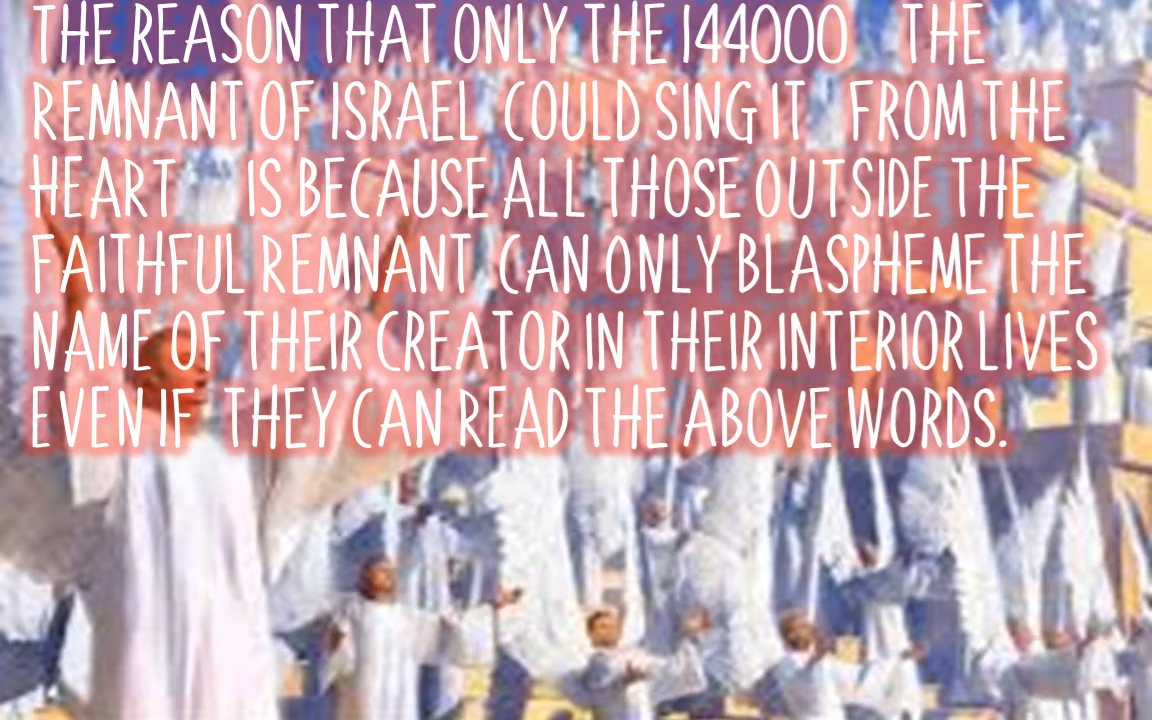 THE REASON THAT ONLY THE 144000 THE
REMNANT OF ISRAEL COULD SING IT FROM THE
HEART IS BECAUSE ALL THOSE OUTSIDE THE
FAITHFUL REMNANT CAN ONLY BLASPHEME THE
NAME OF THEIR CREATOR IN THEIR INTERIOR LIVES
EVEN IF THEY CAN READ THE ABOVE WORDS.